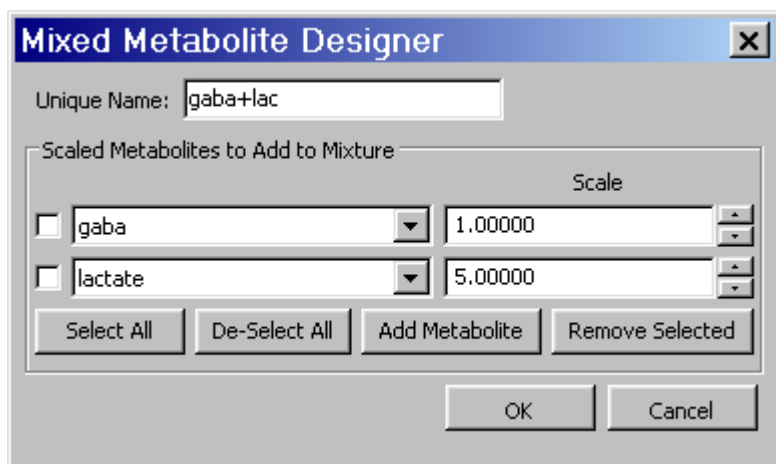 Mixed Metabolite Designer
Unique Name: gaba+lac
Scaled Metabolites to Add to Mixture
Scale
gaba 1.00000
lactate 5.00000
Select All De-Select All Add Metabolite Remove Selected
OK Cancel